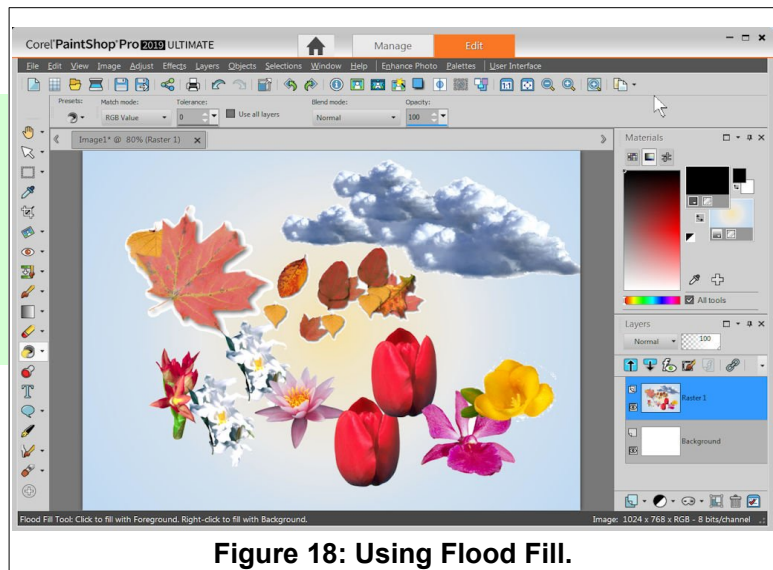 Corel® PaintShop® Pro 2019 ULTIMATE
Manage
Edit
File Edit View Image Adjust Effects Layers Objects Selections Window Help Enhance Photo Palettes User Interface
Presets: Match mode: Tolerance: Blend mode: Opacity:
RGB Value 0 Use all layers Normal 100
Image1* @ 80% (Raster 1)
Materials
All tools
Layers
Normal 100
Raster 1
Background
Flood Fill Tool: Click to fill with Foreground. Right-click to fill with Background.
Image: 1024 x 768 x RGB - 8 bits/channel
Figure 18: Using Flood Fill.